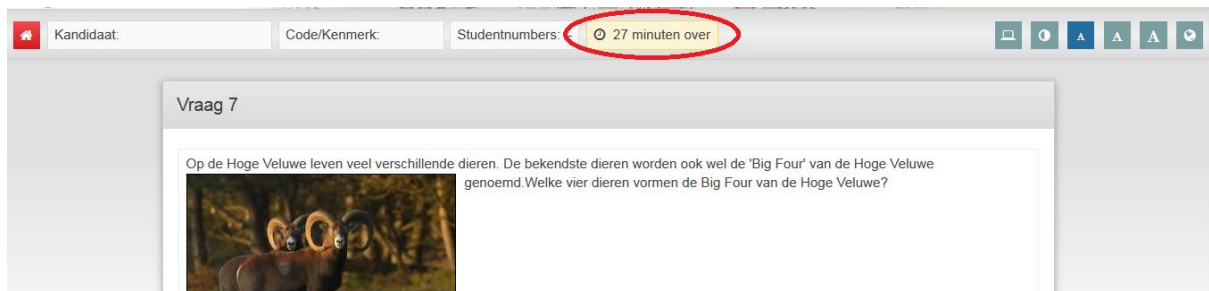 Kandidaat: Code/Kenmerk: Studentnumbers: - 27 minuten over A A A
Vraag 7
Op de Hoge Veluwe leven veel verschillende dieren. De bekendste dieren worden ook wel de 'Big Four' van de Hoge Veluwe
genoemd.Welke vier dieren vormen de Big Four van de Hoge Veluwe?